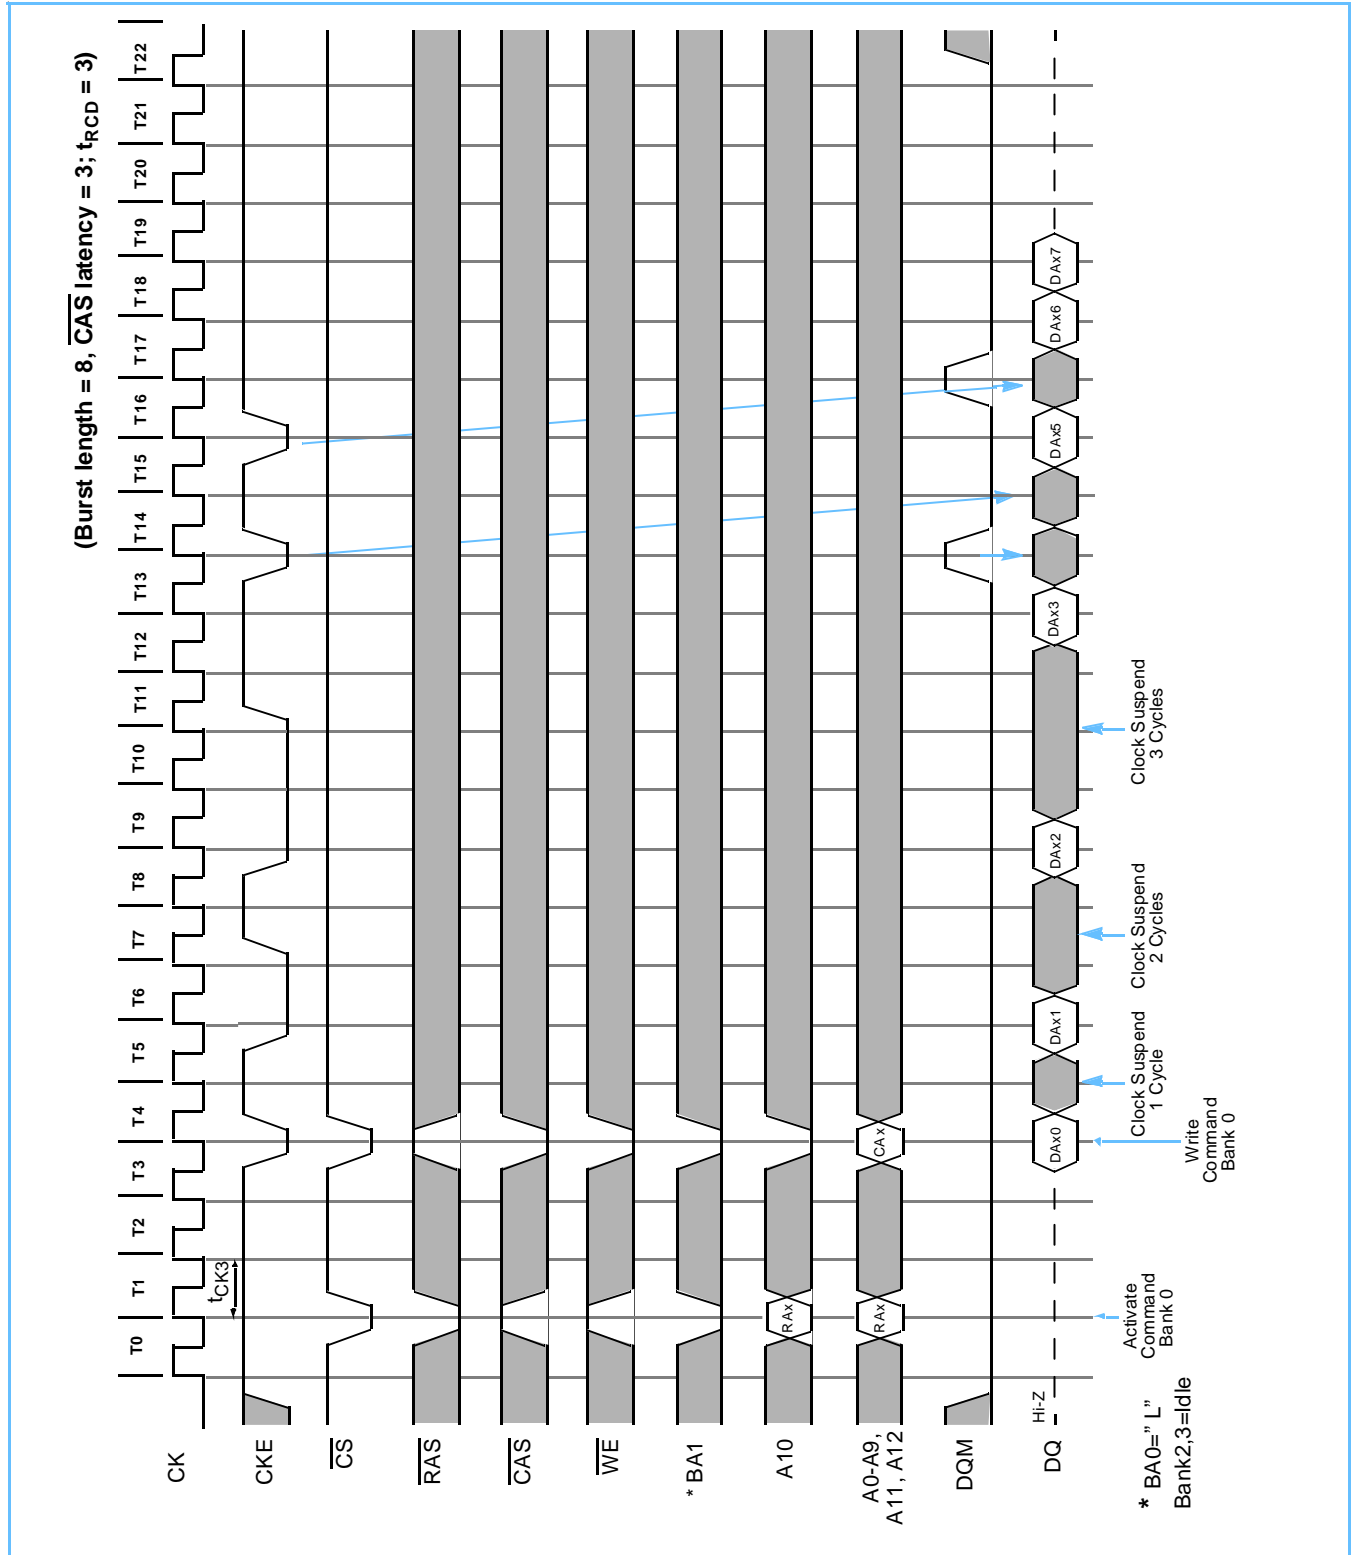 (Burst length = 8, CAS latency = 3; tRCD = 3)
T0 T1 T2 T3 T4 T5 T6 T7 T8 T9 T10 T11 T12 T13 T14 T15 T16 T17 T18 T19 T20 T21 T22
CK
tCK3
CKE
CS
RAS
CAS
WE
* BA1
A10
RAx
A0-A9,
A11, A12
RAx CAx
DQM
DQ
Hi-Z
DAx0 DAx1 DAx2 DAx3 DAx5 DAx6 DAx7
Activate
Command
Bank 0
Write
Command
Bank 0
Clock Suspend
1 Cycle
Clock Suspend
2 Cycles
Clock Suspend
3 Cycles
* BA0=” L”
Bank2,3=Idle